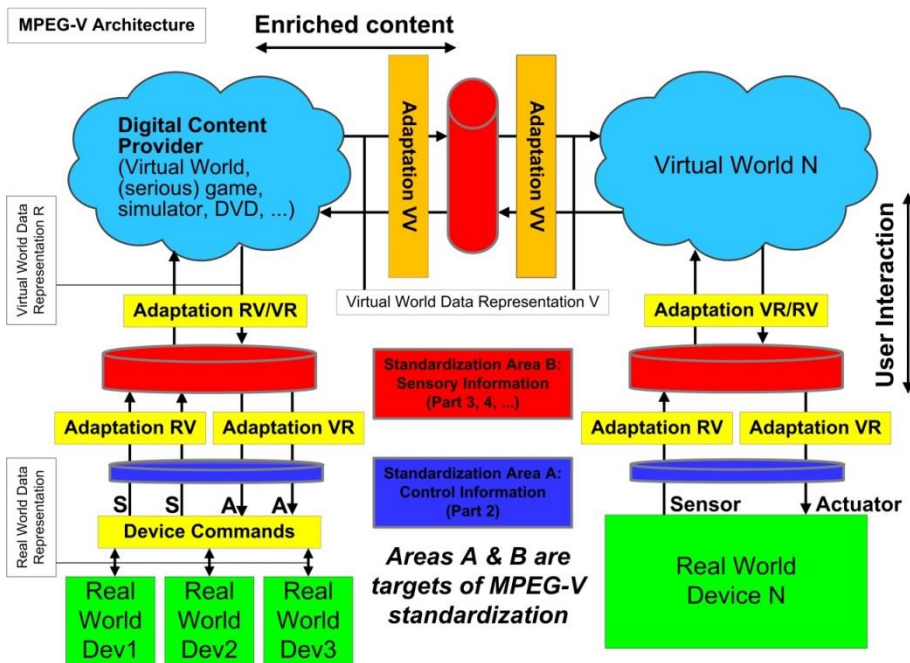 MPEG-V Architecture
Enriched content
Digital Content
Provider
(Virtual World,
(serious) game,
simulator, DVD, ...)
Adaptation VV
Adaptation VV
Virtual World N
Virtual World Data
Representation R
Virtual World Data Representation V
User Interaction
Adaptation RV/VR
Adaptation VR/RV
Standardization Area B:
Sensory Information
(Part 3, 4, ...)
Adaptation RV
Adaptation VR
Adaptation RV
Adaptation VR
Standardization Area A:
Control Information
(Part 2)
Real World Data
Representation
S
S
A
A
Sensor
Actuator
Device Commands
Areas A & B are
targets of MPEG-V
standardization
Real
World
Dev1
Real
World
Dev2
Real
World
Dev3
Real World
Device N